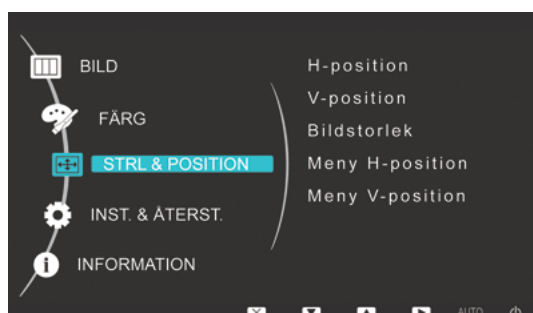 BILD
FÄRG
STRL & POSITION
INST. & ÅTERST.
INFORMATION
H-position
V-position
Bildstorlek
Meny H-position
Meny V-position
AUTO